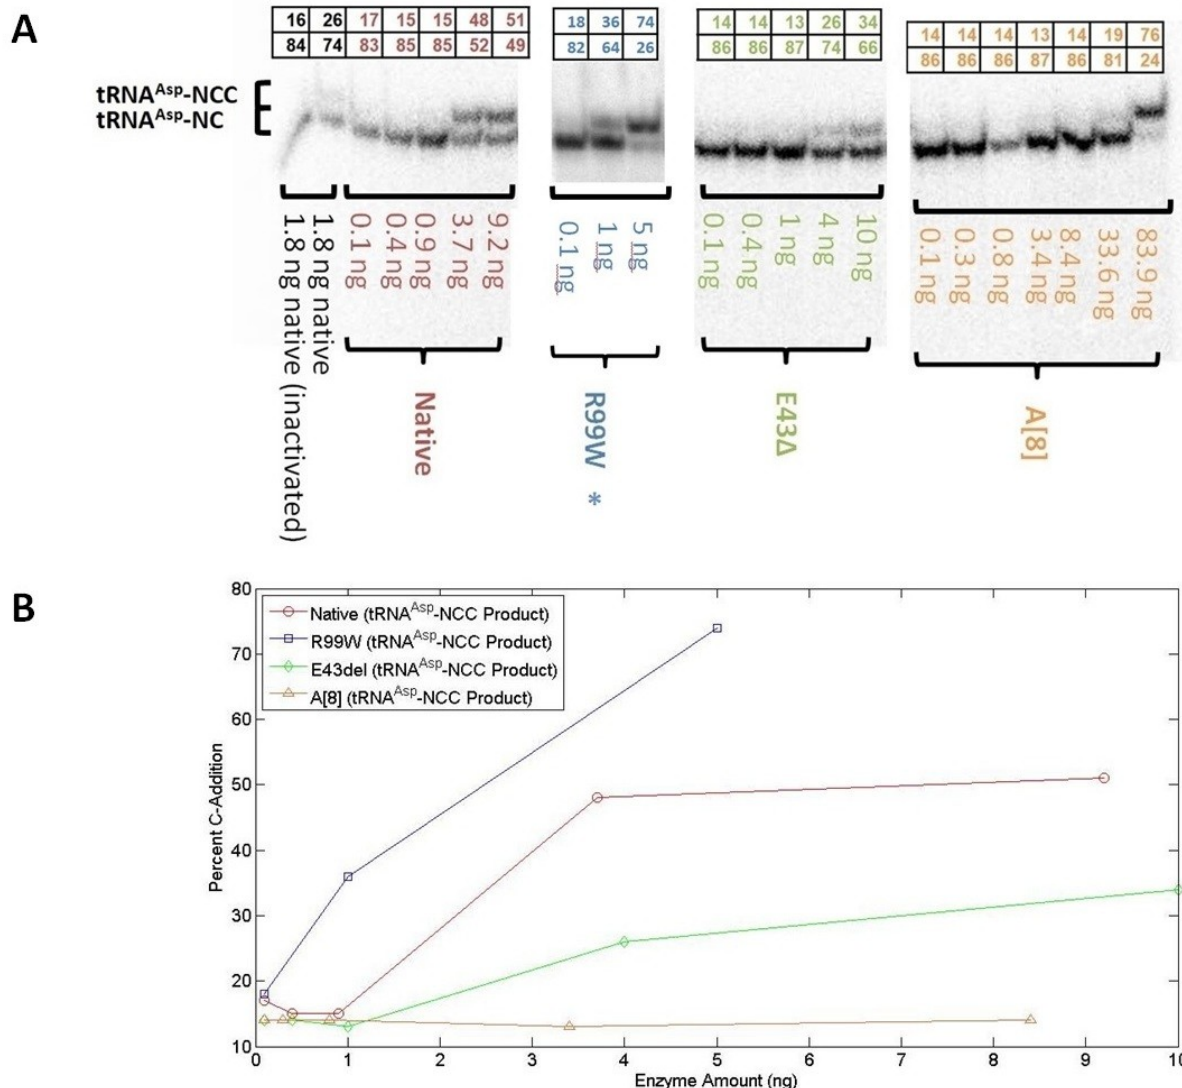 A
16 26 17 15 15 48 51
84 74 83 85 85 52 49
18 36 74
82 64 26
14 14 13 26 34
86 86 87 74 66
14 14 14 13 14 19 76
86 86 86 87 86 81 24
tRNAAsp-NCC
tRNAAsp-NC
1.8 ng native (inactivated)
1.8 ng native
0.1 ng
0.4 ng
0.9 ng
3.7 ng
9.2 ng
Native
0.1 ng
1 ng
5 ng
R99W *
0.1 ng
0.4 ng
1 ng
4 ng
10 ng
E43Δ
0.1 ng
0.3 ng
0.8 ng
3.4 ng
8.4 ng
33.6 ng
83.9 ng
A[8]
B
Native (tRNAAsp-NCC Product)
R99W (tRNAAsp-NCC Product)
E43del (tRNAAsp-NCC Product)
A[8] (tRNAAsp-NCC Product)
Percent C-Addition
80
70
60
50
40
30
20
10
0 1 2 3 4 5 6 7 8 9 10
Enzyme Amount (ng)